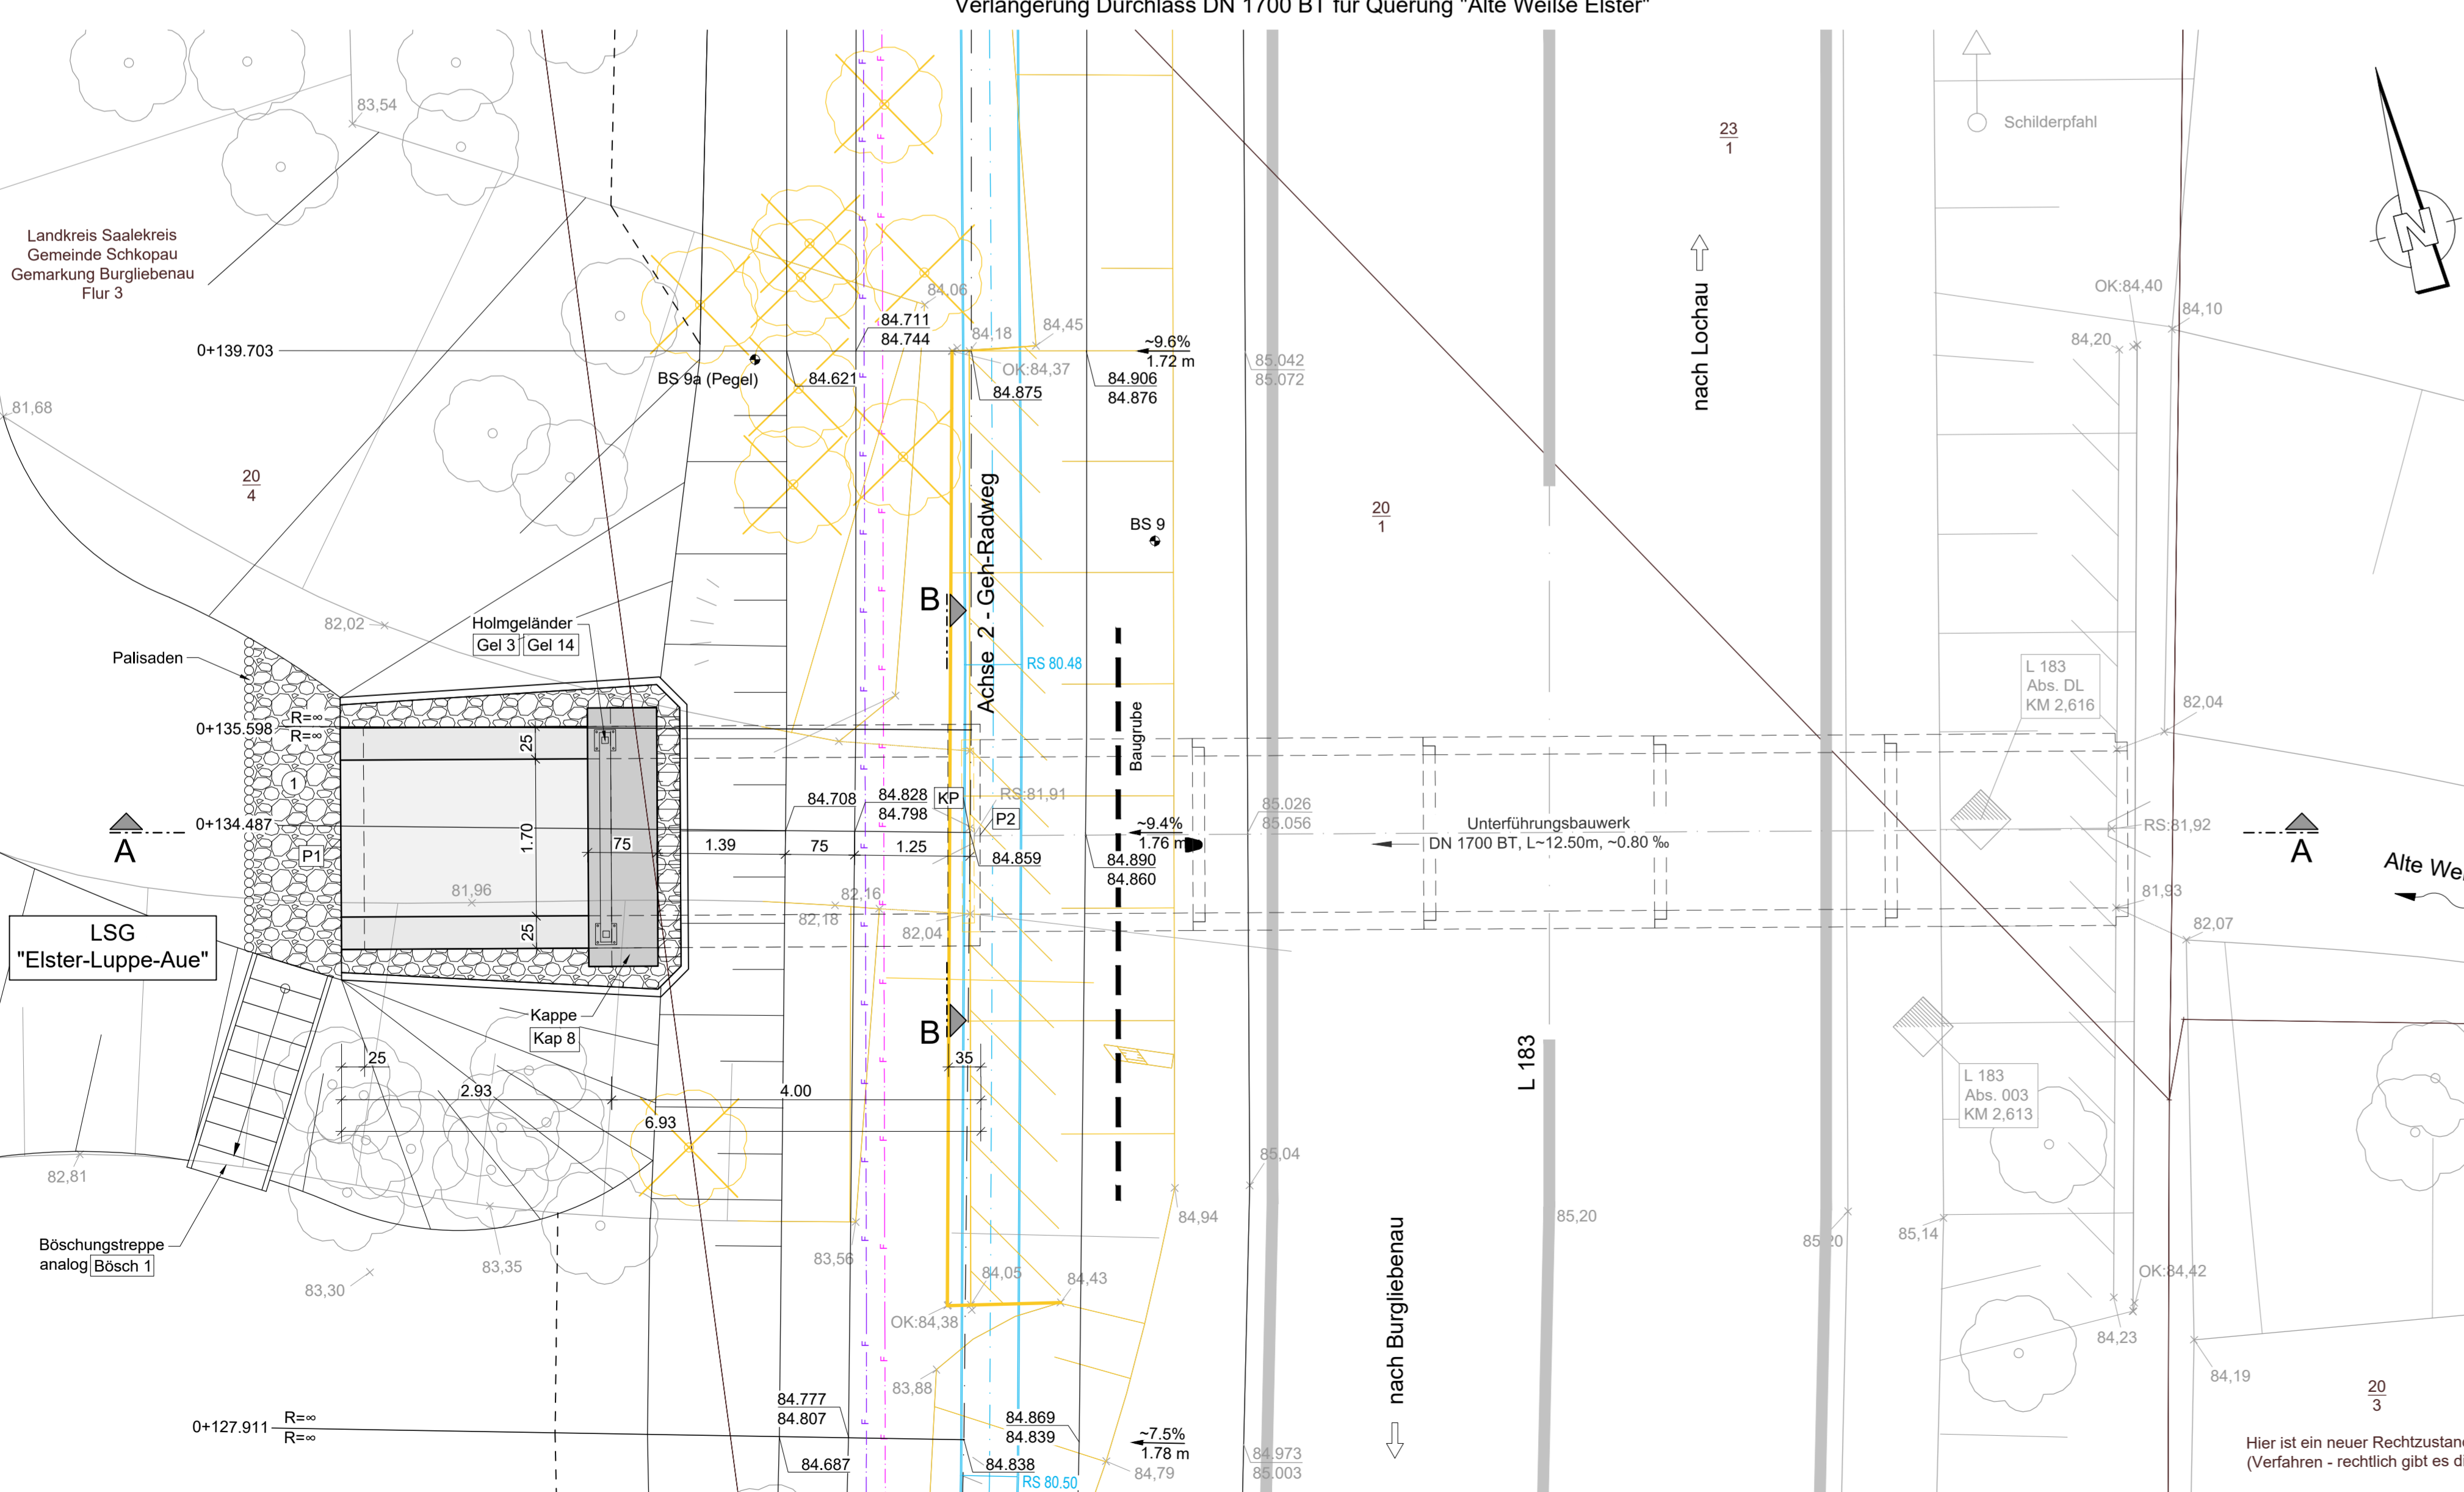 Verlängerung Durchlass DN 1700 BT für Querung "Alte Weiße Elster"
83,54
Schilderpfahl
23
1
Landkreis Saalekreis
Gemeinde Schkopau
Gemarkung Burgliebenau
Flur 3
N
nach Lochau
OK:84,40
84,10
84,20
84,06
84.711
84.744
84,18
84,45
~9.6%
1.72 m
0+139.703
BS 9a (Pegel)
84.621
OK:84,37
84.875
84.906
84.876
85.042
85.072
81,68
20
4
20
1
BS 9
Achse 2 - Geh-Radweg
B
82,02
Holmgeländer
Gel 3
Gel 14
Palisaden
RS 80.48
L 183
Abs. DL
KM 2,616
82,04
0+135.598
R=∞
R=∞
25
Baugrube
1
84.708
84.828
84.798
KP
RS:81,91
P2
85.026
85.056
0+134.487
~9.4%
1.76 m
Unterführungsbauwerk
DN 1700 BT, L~12.50m, ~0.80 ‰
RS:81,92
A
A
P1
1.70
75
1.39
75
1.25
84.859
84.890
84.860
Alte We
81,96
82,16
82,18
82,04
81,93
82,07
25
LSG
"Elster-Luppe-Aue"
Kappe
Kap 8
B
25
35
2.93
4.00
6.93
L 183
L 183
Abs. 003
KM 2,613
82,81
85,04
84,94
85,20
85,20
85,14
Böschungstreppe
analog
Bösch 1
83,30
83,35
83,56
84,05
84,43
OK:84,38
nach Burgliebenau
OK:84,42
84,23
83,88
84,19
20
3
0+127.911
R=∞
R=∞
84.777
84.807
84.687
84.869
84.839
84.838
RS 80.50
~7.5%
1.78 m
84,79
84.973
85.003
Hier ist ein neuer Rechtzustan
(Verfahren - rechtlich gibt es di
F F F F F F F F F F F F F F F F F F
F F F F F F F F F F F F F F F F F F